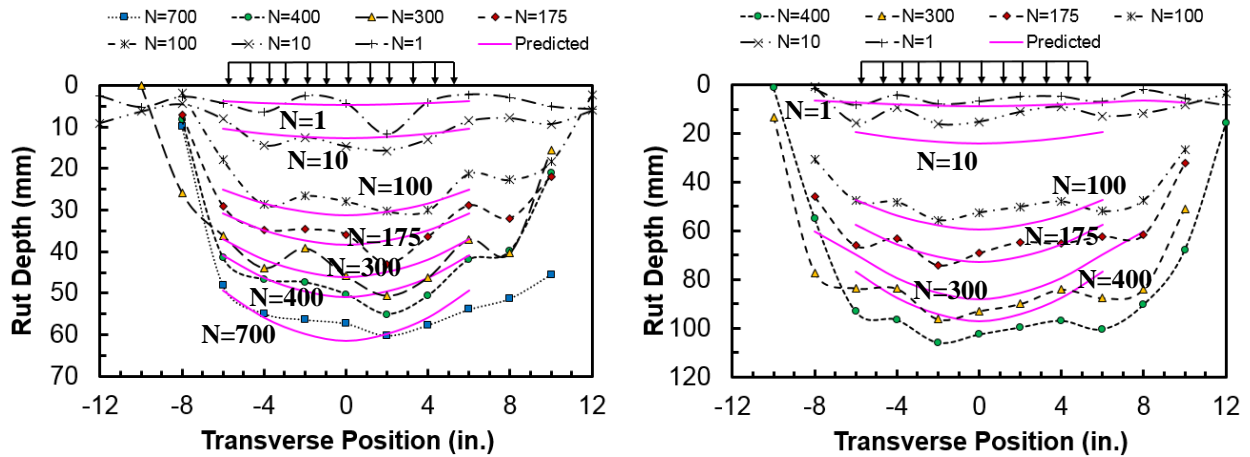 N=700 N=400 N=300 N=175
N=100 N=10 N=1 Predicted
0
10
20
30
40
50
60
70
Rut Depth (mm)
N=1
N=10
N=100
N=175
N=300
N=400
N=700
-12 -8 -4 0 4 8 12
Transverse Position (in.)
N=400 N=300 N=175 N=100
N=10 N=1 Predicted
0
20
40
60
80
100
120
Rut Depth (mm)
N=1
N=10
N=100
N=175
N=300
N=400
-12 -8 -4 0 4 8 12
Transverse Position (in.)